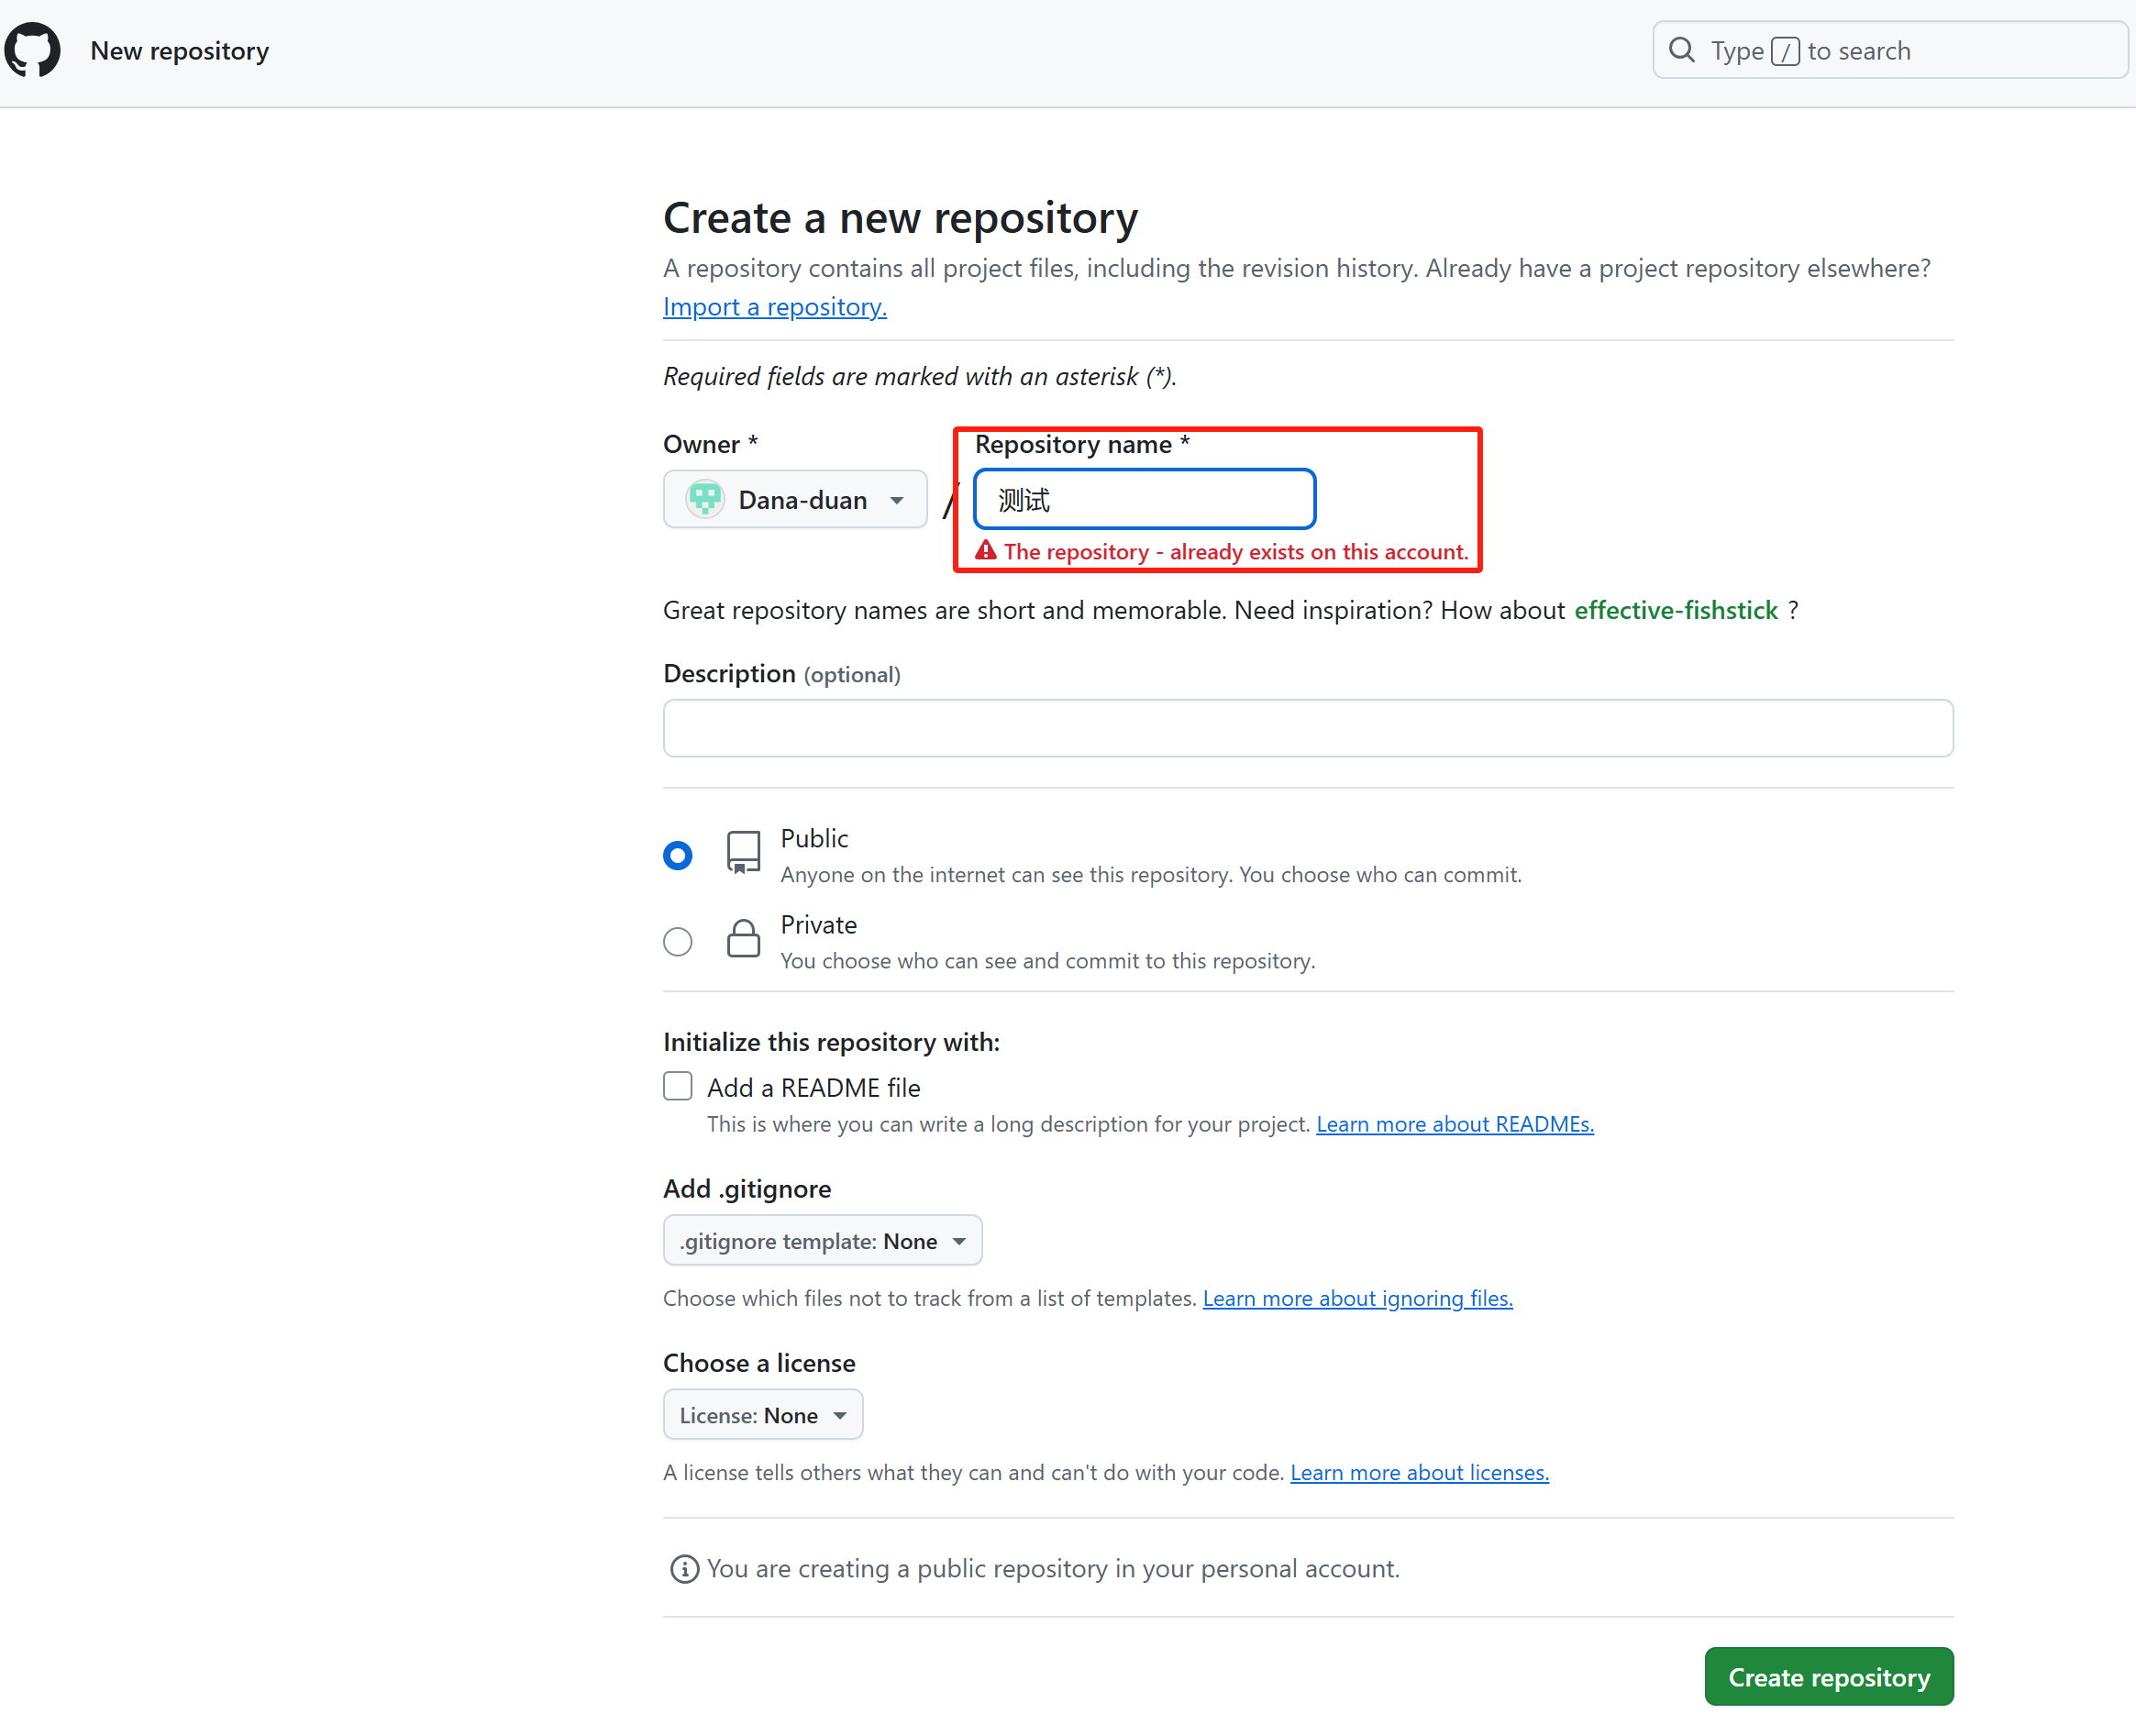 New repository
Type / to search
Create a new repository
A repository contains all project files, including the revision history. Already have a project repository elsewhere?
Import a repository.
Required fields are marked with an asterisk (*).
Owner *
Repository name *
Dana-duan
/
测试
The repository - already exists on this account.
Great repository names are short and memorable. Need inspiration? How about effective-fishstick ?
Description (optional)
Public
Anyone on the internet can see this repository. You choose who can commit.
Private
You choose who can see and commit to this repository.
Initialize this repository with:
Add a README file
This is where you can write a long description for your project. Learn more about READMEs.
Add .gitignore
.gitignore template: None
Choose which files not to track from a list of templates. Learn more about ignoring files.
Choose a license
License: None
A license tells others what they can and can't do with your code. Learn more about licenses.
You are creating a public repository in your personal account.
Create repository